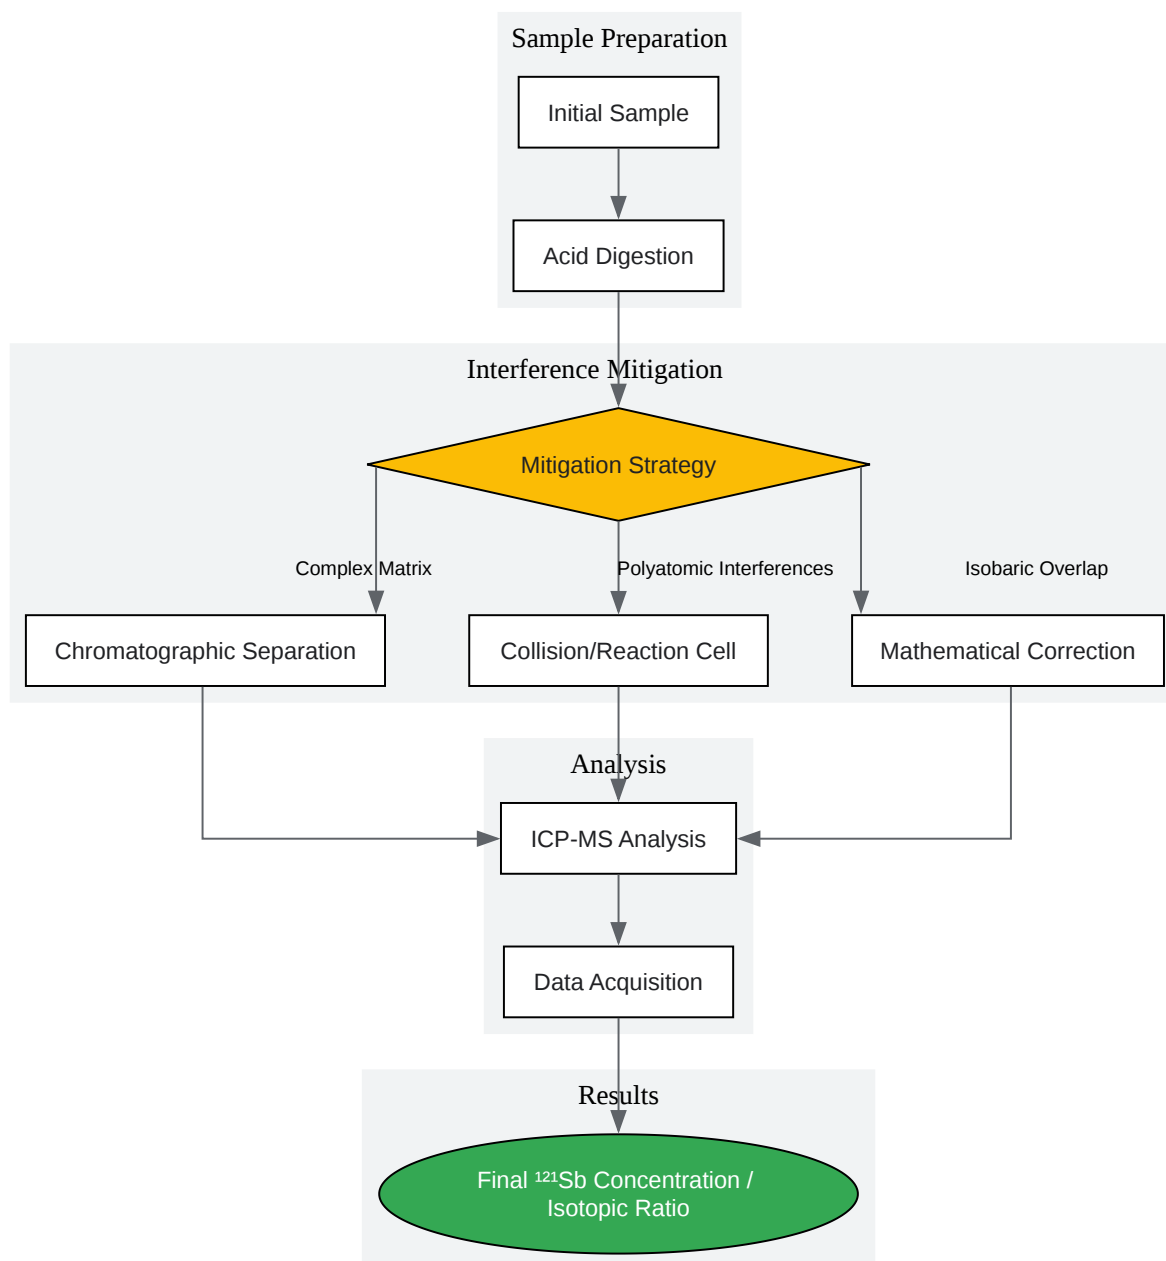 Sample Preparation
Initial Sample
Acid Digestion
Interference Mitigation
Mitigation Strategy
Complex Matrix
Polyatomic Interferences
Isobaric Overlap
Chromatographic Separation
Collision/Reaction Cell
Mathematical Correction
Analysis
ICP-MS Analysis
Data Acquisition
Results
Final ¹²¹Sb Concentration /
Isotopic Ratio